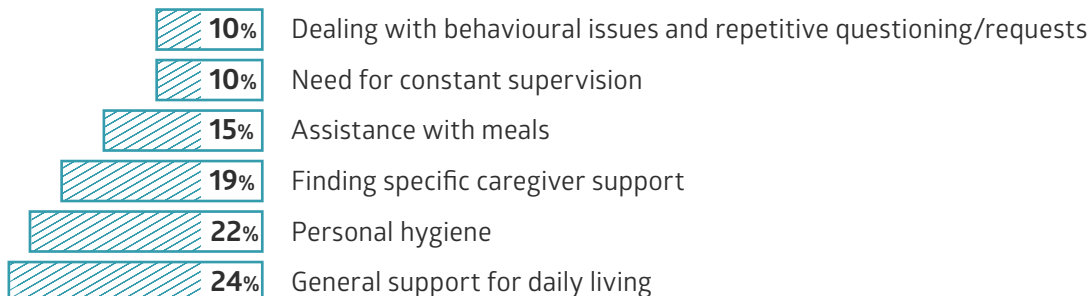 10% Dealing with behavioural issues and repetitive questioning/requests
10% Need for constant supervision
15% Assistance with meals
19% Finding specific caregiver support
22% Personal hygiene
24% General support for daily living